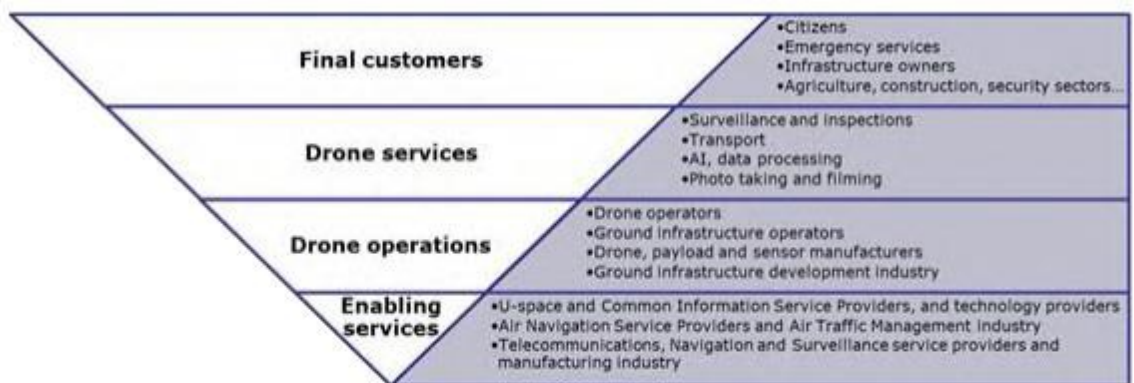 Final customers
•Citizens
•Emergency services
•Infrastructure owners
•Agriculture, construction, security sectors...
Drone services
•Surveillance and inspections
•Transport
•AI, data processing
•Photo taking and filming
Drone operations
•Drone operators
•Ground infrastructure operators
•Drone, payload and sensor manufacturers
•Ground infrastructure development industry
Enabling
services
•U-space and Common Information Service Providers, and technology providers
•Air Navigation Service Providers and Air Traffic Management industry
•Telecommunications, Navigation and Surveillance service providers and
manufacturing industry